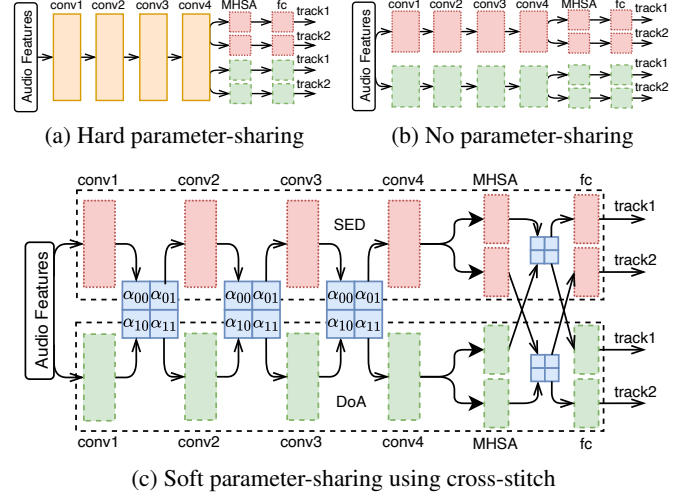 conv1 conv2 conv3 conv4 MHSA fc
Audio Features
track1
track2
track1
track2
(a) Hard parameter-sharing
conv1 conv2 conv3 conv4 MHSA fc
Audio Features
track1
track2
track1
track2
(b) No parameter-sharing
conv1 conv2 conv3 conv4 MHSA fc
SED
track1
track2
Audio Features
α00 α01 α00 α01 α00 α01
α10 α11 α10 α11 α10 α11
track1
track2
DoA
conv1 conv2 conv3 conv4 MHSA fc
(c) Soft parameter-sharing using cross-stitch